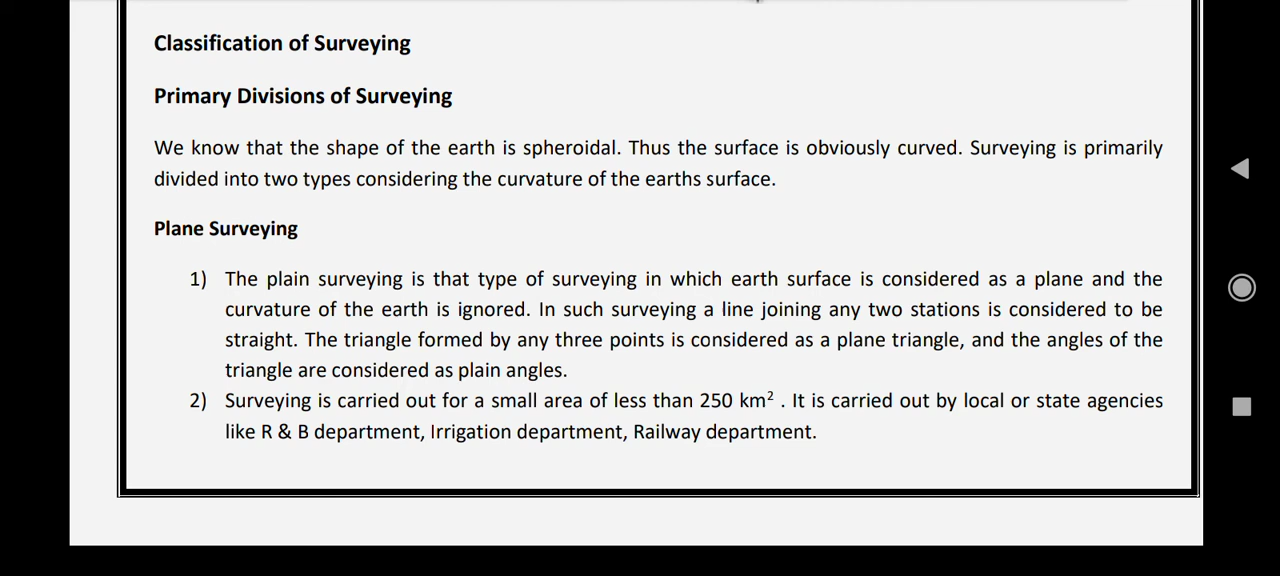 Classification of Surveying
Primary Divisions of Surveying
We know that the shape of the earth is spheroidal. Thus the surface is obviously curved. Surveying is primarily
divided into two types considering the curvature of the earths surface.
Plane Surveying
1) The plain surveying is that type of surveying in which earth surface is considered as a plane and the
curvature of the earth is ignored. In such surveying a line joining any two stations is considered to be
straight. The triangle formed by any three points is considered as a plane triangle, and the angles of the
triangle are considered as plain angles.
2) Surveying is carried out for a small area of less than 250 km² . It is carried out by local or state agencies
like R & B department, Irrigation department, Railway department.